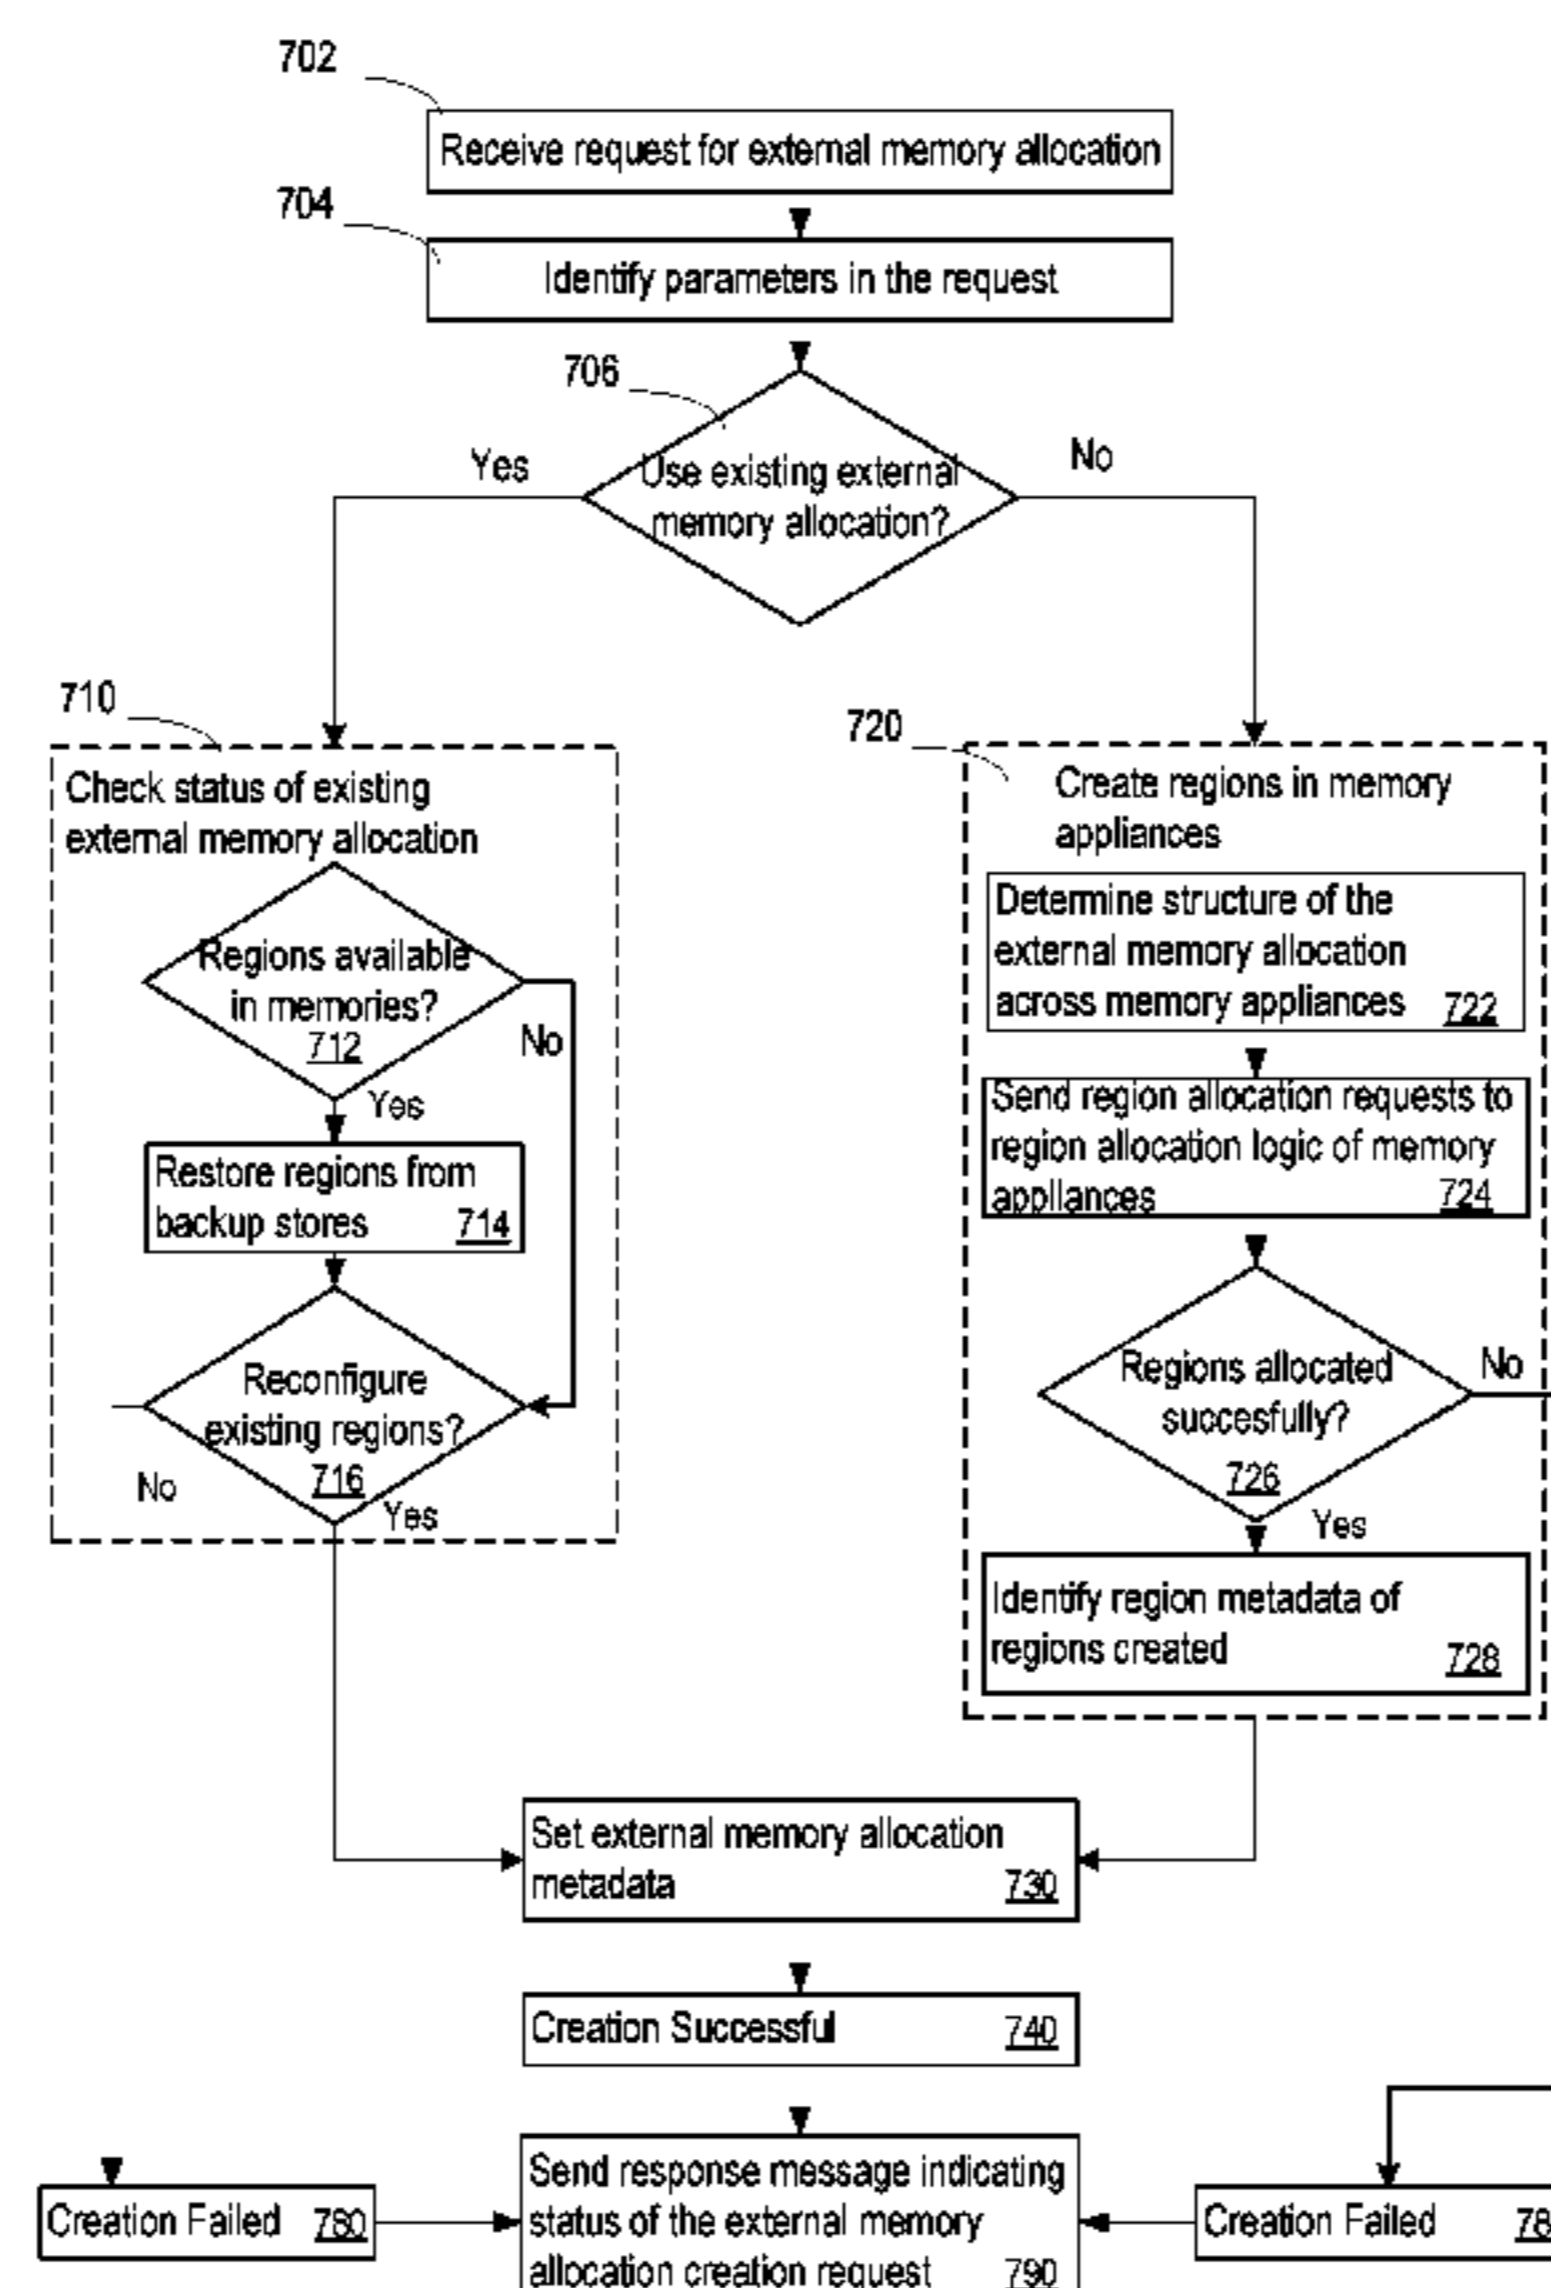 702
Receive request for external memory allocation
704
Identify parameters in the request
706
Yes
No
Use existing external
memory allocation?
710
Check status of existing
external memory allocation
Regions available
in memories?
712
No
Yes
Restore regions from
backup stores 714
Reconfigure
existing regions?
716
No
Yes
720
Create regions in memory
appliances
Determine structure of the
external memory allocation
across memory appliances 722
Send region allocation requests to
region allocation logic of memory
appliances 724
Regions allocated
succesfully?
No
726
Yes
Identify region metadata of
regions created 728
Set external memory allocation
metadata 730
Creation Successful 740
Creation Failed 780
Send response message indicating
status of the external memory
allocation creation request 790
Creation Failed 78